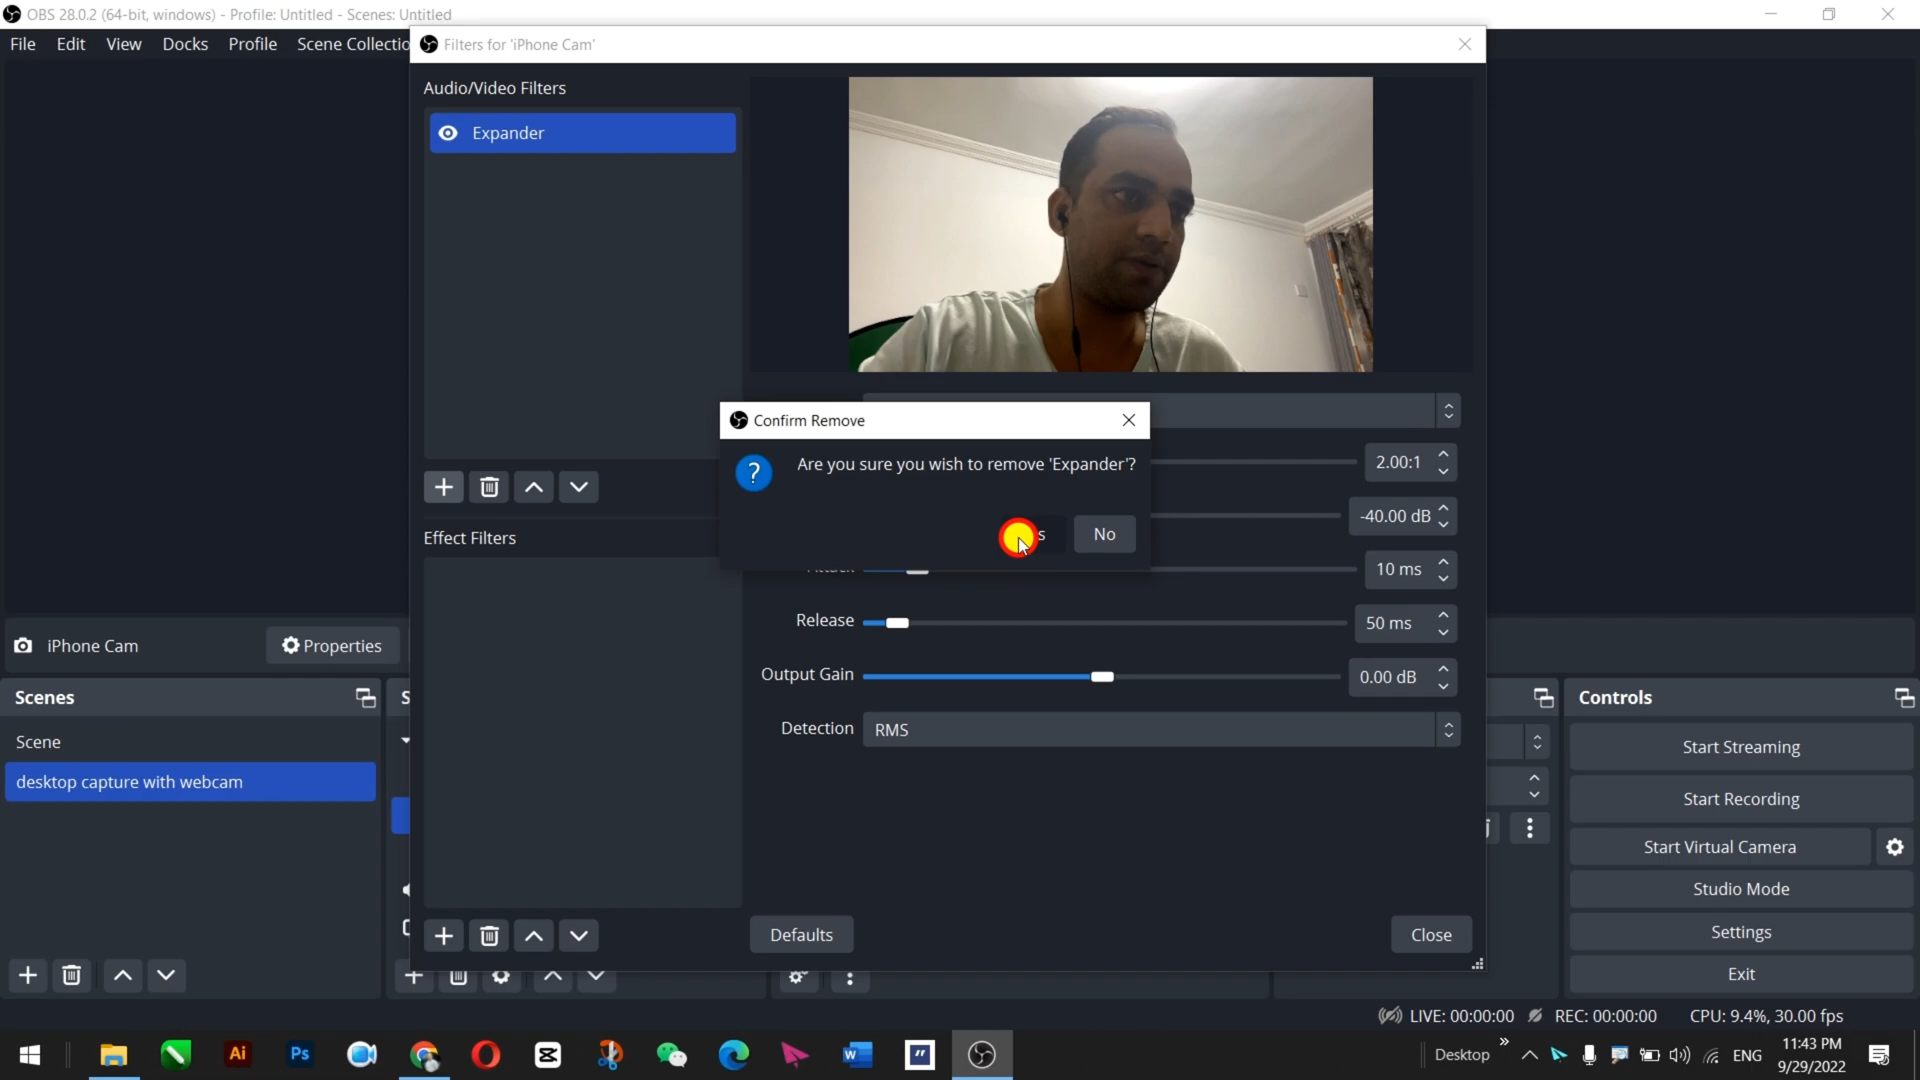 OBS 28.0.2 (64-bit, windows) - Profile: Untitled - Scenes: Untitled
File Edit View Docks Profile Scene Collectio
Filters for 'iPhone Cam'
Audio/Video Filters
Expander
Confirm Remove
Are you sure you wish to remove 'Expander'?
No
2.00:1
-40.00 dB
10 ms
Effect Filters
Release
50 ms
Output Gain
0.00 dB
Detection
RMS
Defaults
Close
iPhone Cam
Properties
Scenes
S
Scene
desktop capture with webcam
Controls
Start Streaming
Start Recording
Start Virtual Camera
Studio Mode
Settings
Exit
LIVE: 00:00:00 REC: 00:00:00 CPU: 9.4%, 30.00 fps
Ai
Ps
Desktop
ENG
11:43 PM
9/29/2022